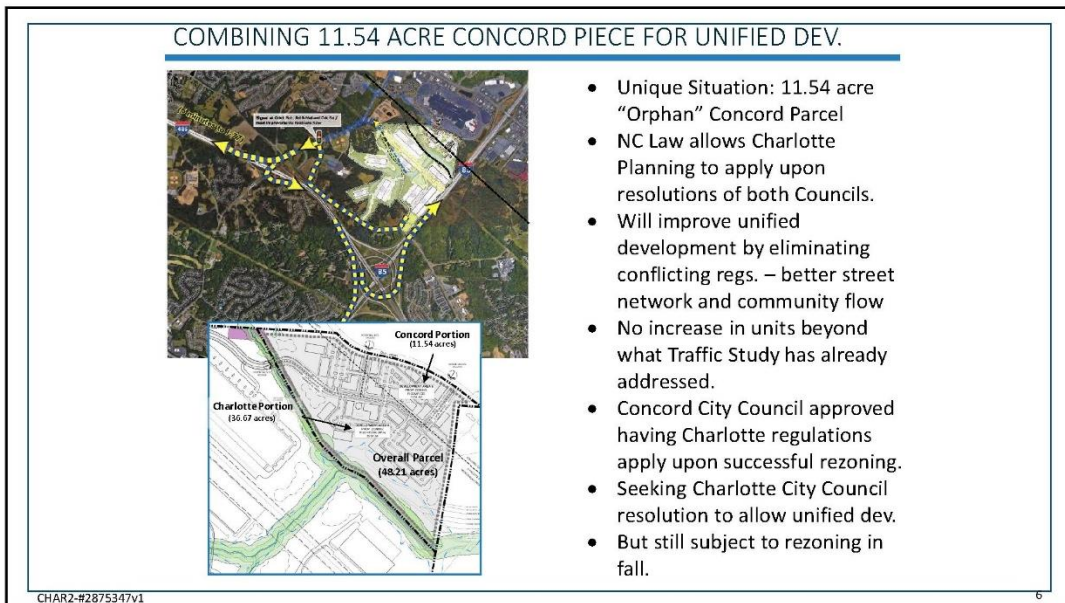 COMBINING 11.54 ACRE CONCORD PIECE FOR UNIFIED DEV.
485
85
85
Concord Portion
(11.54 acres)
Charlotte Portion
(36.67 acres)
Overall Parcel
(48.21 acres)
• Unique Situation: 11.54 acre
“Orphan” Concord Parcel
• NC Law allows Charlotte
Planning to apply upon
resolutions of both Councils.
• Will improve unified
development by eliminating
conflicting regs. – better street
network and community flow
• No increase in units beyond
what Traffic Study has already
addressed.
• Concord City Council approved
having Charlotte regulations
apply upon successful rezoning.
• Seeking Charlotte City Council
resolution to allow unified dev.
• But still subject to rezoning in
fall.
CHAR2-#2875347v1
6